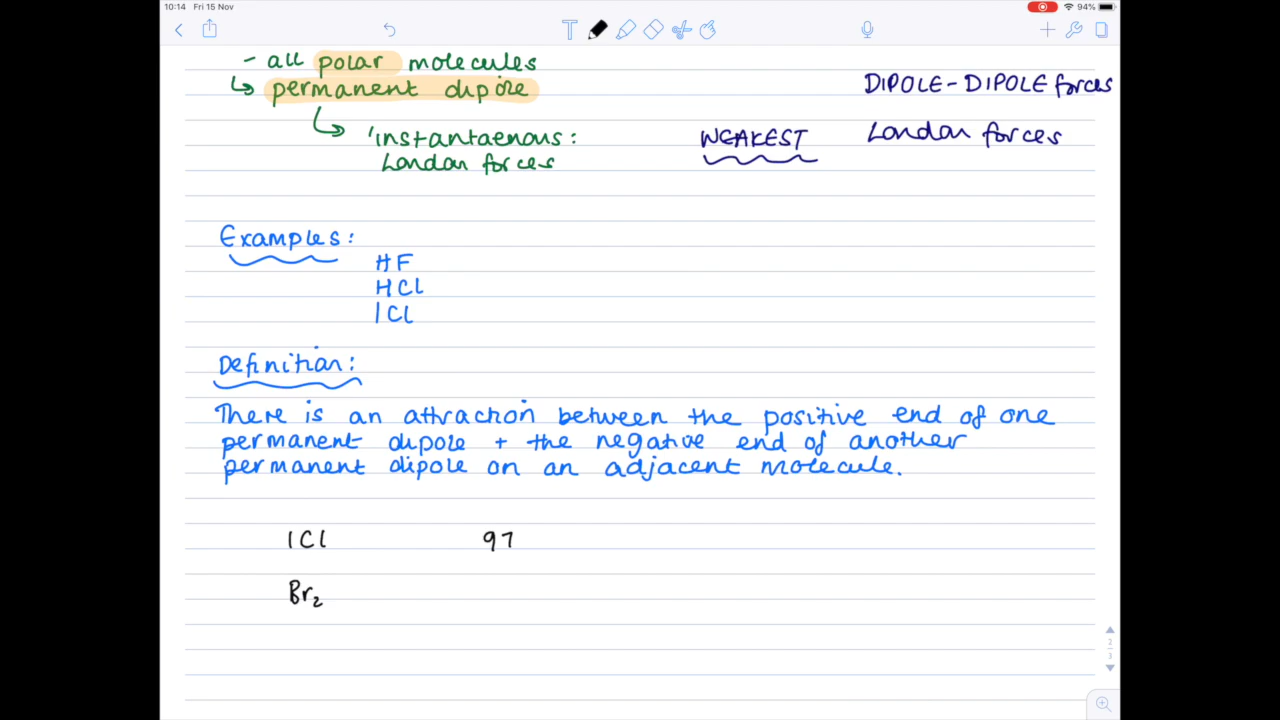 10:14 Fri 15 Nov
94%
- all polar molecules
↳ permanent dipole
DIPOLE-DIPOLE forces
'instantaenous:
WEAKEST
London forces
London forces
Examples:
HF
HCl
ICl
Definition:
There is an attraction between the positive end of one
permanent dipole + the negative end of another
permanent dipole on an adjacent molecule.
ICl 97
Br₂
2
3